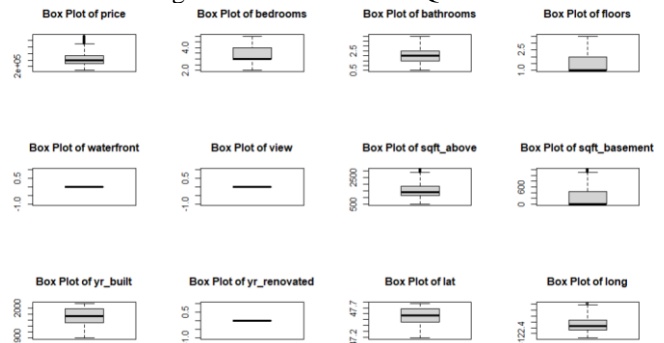 Box Plot of price Box Plot of bedrooms Box Plot of bathrooms Box Plot of floors
2e+05
2.0 4.0
0.5 2.5
1.0 2.5
Box Plot of waterfront Box Plot of view Box Plot of sqft_above Box Plot of sqft_basement
-1.0 0.5
-1.0 0.5
500 2500
0 600
Box Plot of yr_built Box Plot of yr_renovated Box Plot of lat Box Plot of long
2000
0.5
47.7
122.4